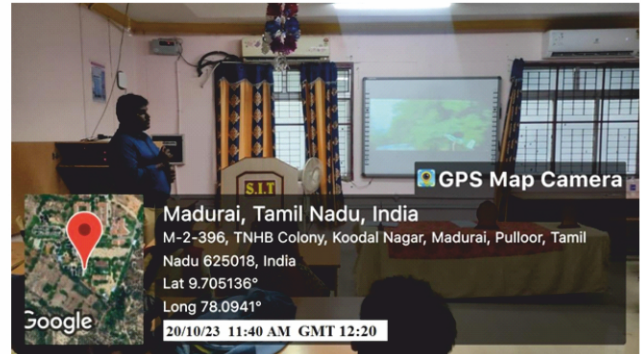 S.I.T
GPS Map Camera
Madurai, Tamil Nadu, India
M-2-396, TNHB Colony, Koodal Nagar, Madurai, Pulloor, Tamil
Nadu 625018, India
Lat 9.705136°
Long 78.0941°
Google
20/10/23 11:40 AM GMT 12:20